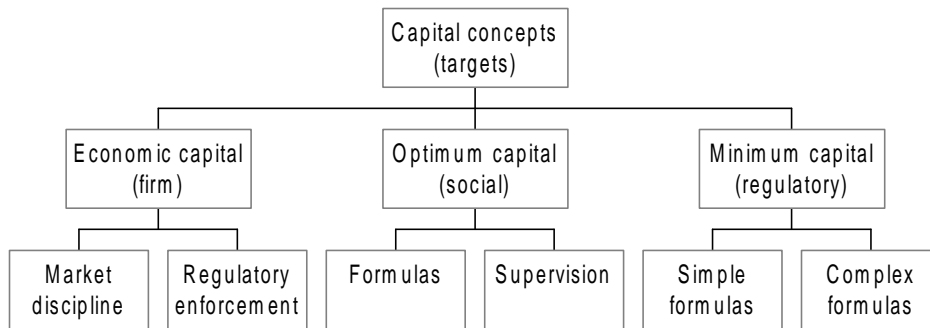 Capital concepts
(targets)
Economic capital
(firm)
Optimum capital
(social)
Minimum capital
(regulatory)
Market
discipline
Regulatory
enforcement
Formulas
Supervision
Simple
formulas
Complex
formulas